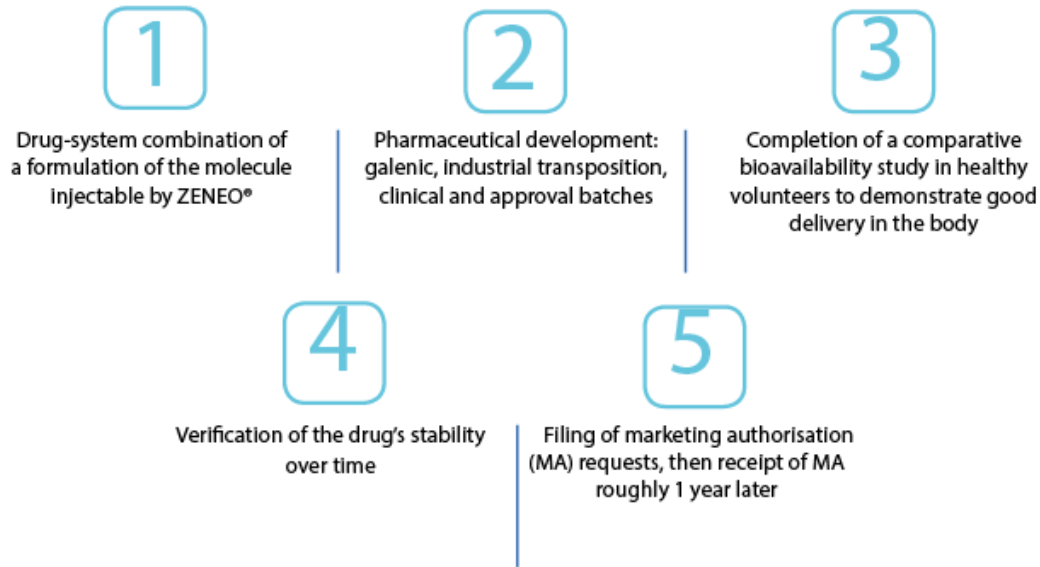 1
Drug-system combination of
a formulation of the molecule
injectable by ZENEO®
2
Pharmaceutical development:
galenic, industrial transposition,
clinical and approval batches
3
Completion of a comparative
bioavailability study in healthy
volunteers to demonstrate good
delivery in the body
4
Verification of the drug's stability
over time
5
Filing of marketing authorisation
(MA) requests, then receipt of MA
roughly 1 year later